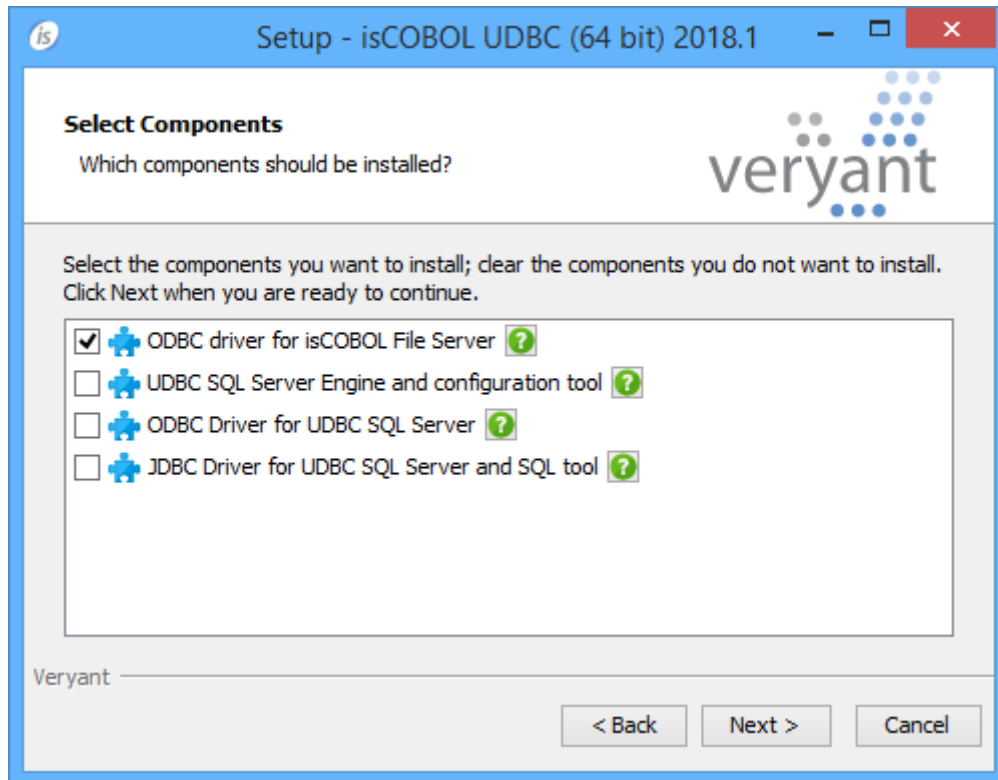 is
Setup - isCOBOL UDBC (64 bit) 2018.1
Select Components
Which components should be installed?
veryant
Select the components you want to install; clear the components you do not want to install.
Click Next when you are ready to continue.
ODBC driver for isCOBOL File Server ?
UDBC SQL Server Engine and configuration tool ?
ODBC Driver for UDBC SQL Server ?
JDBC Driver for UDBC SQL Server and SQL tool ?
Veryant
< Back Next > Cancel